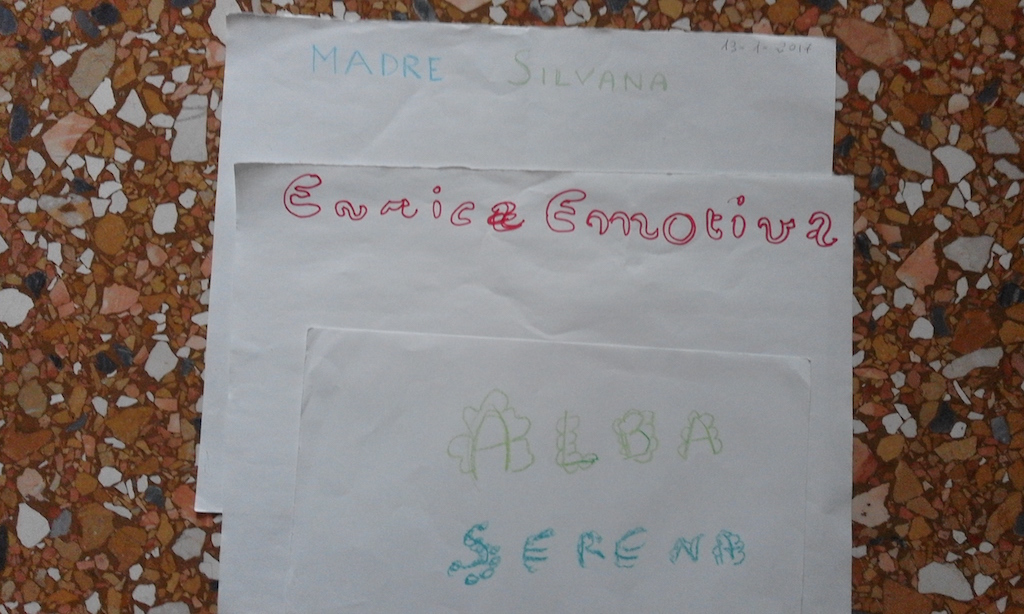 13-1-2017
MADRE SILVANA
Enrica Emotiva
ALBA
SERENA